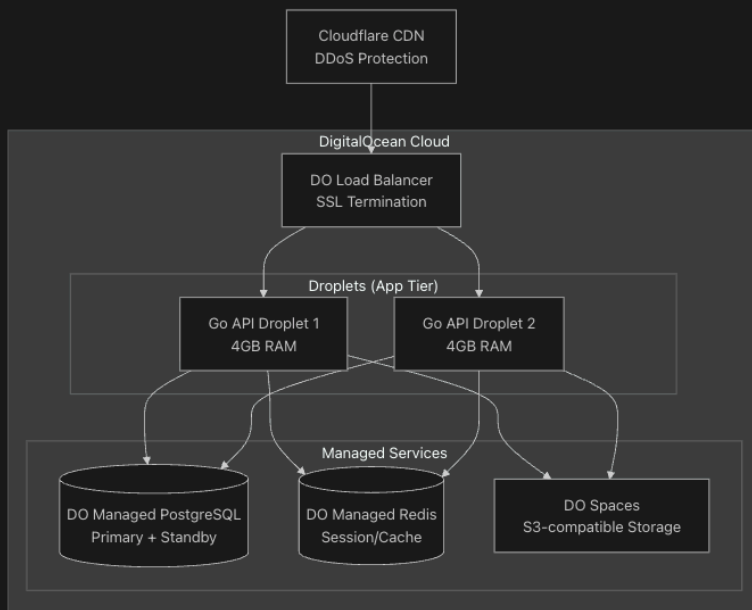 Cloudflare CDN
DDoS Protection
DigitalOcean Cloud
DO Load Balancer
SSL Termination
Droplets (App Tier)
Go API Droplet 1
4GB RAM
Go API Droplet 2
4GB RAM
Managed Services
DO Managed PostgreSQL
Primary + Standby
DO Managed Redis
Session/Cache
DO Spaces
S3-compatible Storage